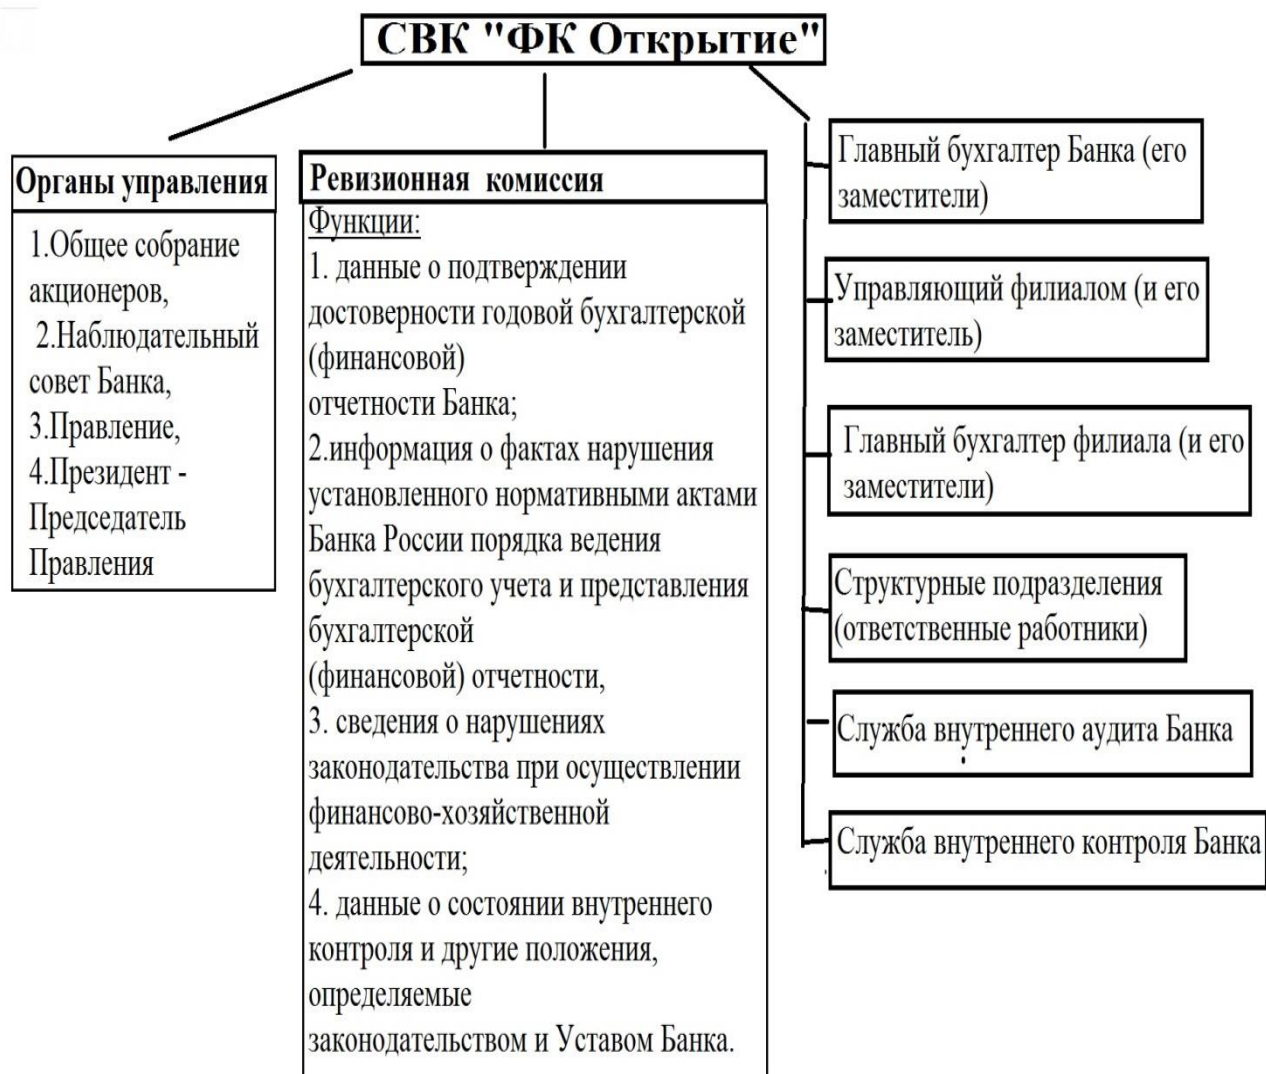 СВК "ФК Открытие"
Органы управления
1.Общее собрание
акционеров,
2.Наблюдательный
совет Банка,
3.Правление,
4.Президент -
Председатель
Правления
Ревизионная комиссия
Функции:
1. данные о подтверждении
достоверности годовой бухгалтерской
(финансовой)
отчетности Банка;
2.информация о фактах нарушения
установленного нормативными актами
Банка России порядка ведения
бухгалтерского учета и представления
бухгалтерской
(финансовой) отчетности,
3. сведения о нарушениях
законодательства при осуществлении
финансово-хозяйственной
деятельности;
4. данные о состоянии внутреннего
контроля и другие положения,
определяемые
законодательством и Уставом Банка.
Главный бухгалтер Банка (его
заместители)
Управляющий филиалом (и его
заместитель)
Главный бухгалтер филиала (и его
заместители)
Структурные подразделения
(ответственные работники)
Служба внутреннего аудита Банка
Служба внутреннего контроля Банка